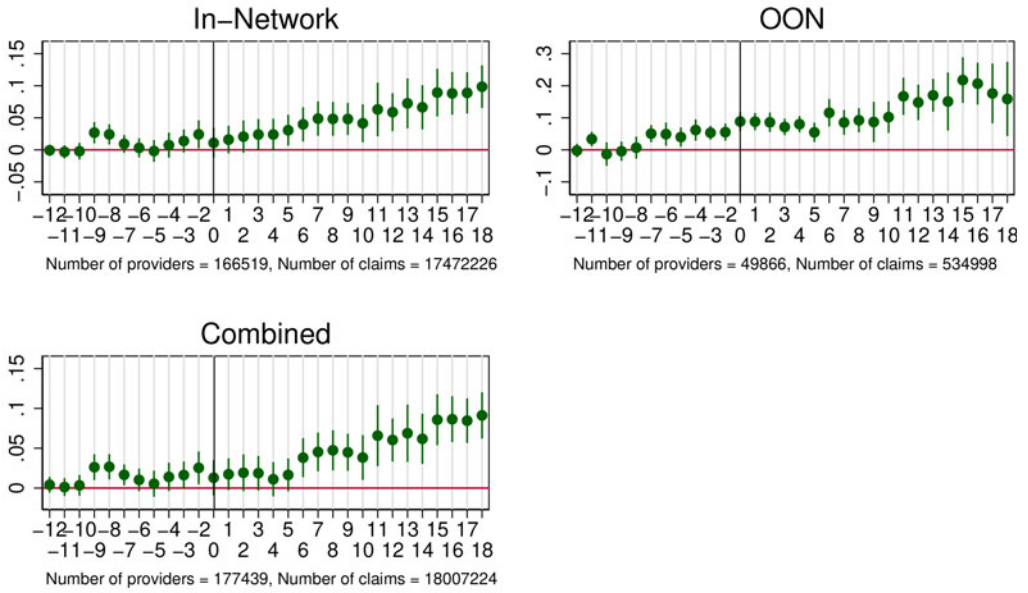 In-Network
.15
.1
.05
0
-.05
-12 -10 -8 -6 -4 -2 1 3 5 7 9 11 13 15 17
-11 -9 -7 -5 -3 0 2 4 6 8 10 12 14 16 18
Number of providers = 166519, Number of claims = 17472226
OON
.3
.2
.1
0
-.1
-12 -10 -8 -6 -4 -2 1 3 5 7 9 11 13 15 17
-11 -9 -7 -5 -3 0 2 4 6 8 10 12 14 16 18
Number of providers = 49866, Number of claims = 534998
Combined
.15
.1
.05
0
-12 -10 -8 -6 -4 -2 1 3 5 7 9 11 13 15 17
-11 -9 -7 -5 -3 0 2 4 6 8 10 12 14 16 18
Number of providers = 177439, Number of claims = 18007224